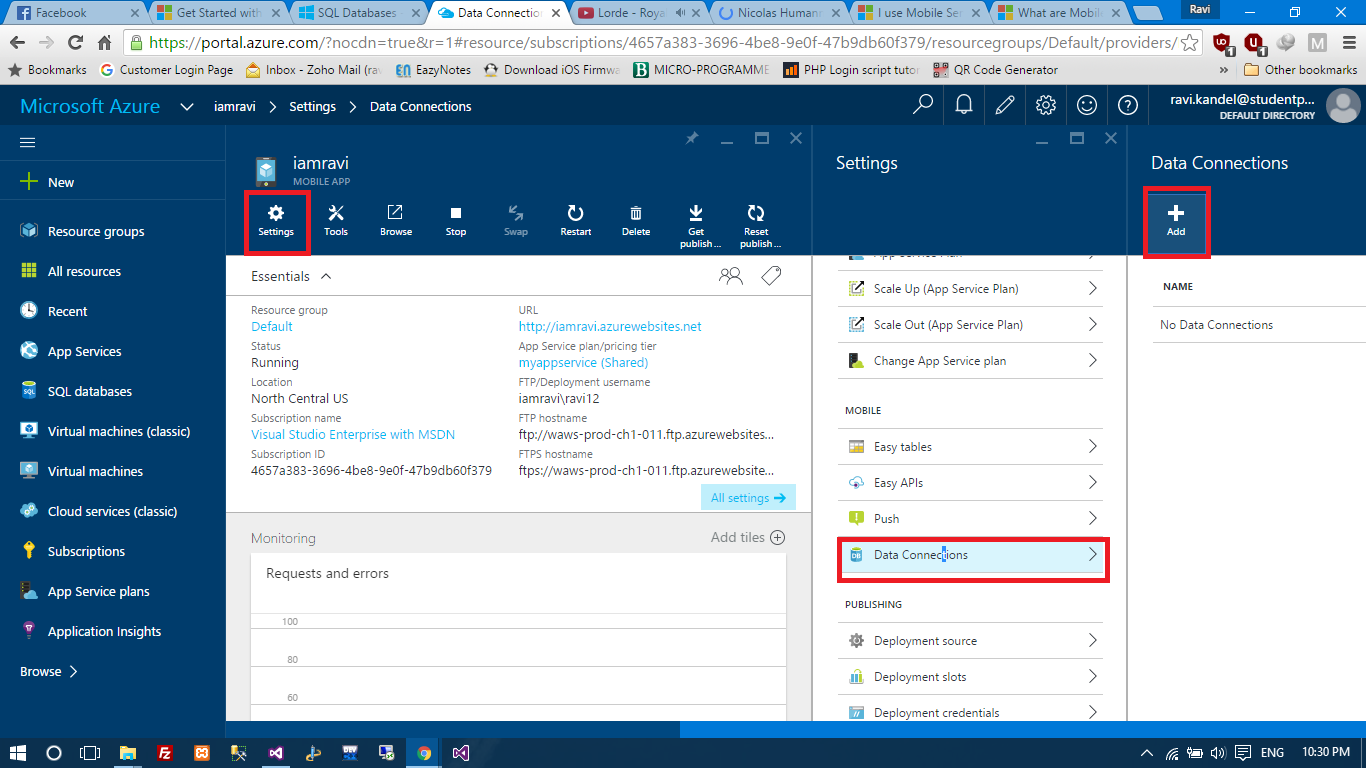 Facebook
Get Started with
SQL Databases -
Data Connection
Lorde - Roya
Nicolas Humann
I use Mobile Se
What are Mobil
Ravi
https://portal.azure.com/?nocdn=true&r=1#resource/subscriptions/4657a383-3696-4be8-9e0f-47b9db60f379/resourcegroups/Default/providers/
1
1
M
Bookmarks
Customer Login Page
Inbox - Zoho Mail (rav
EazyNotes
Download iOS Firmwa
MICRO-PROGRAMME
PHP Login script tutor
QR Code Generator
»
Other bookmarks
Microsoft Azure
iamravi
Settings
Data Connections
ravi.kandel@studentp...
DEFAULT DIRECTORY
New
Resource groups
All resources
Recent
App Services
SQL databases
Virtual machines (classic)
Virtual machines
Cloud services (classic)
Subscriptions
App Service plans
Application Insights
Browse
iamravi
MOBILE APP
Settings
Tools
Browse
Stop
Swap
Restart
Delete
Get
publish ...
Reset
publish ...
Essentials
Resource group
Default
Status
Running
Location
North Central US
Subscription name
Visual Studio Enterprise with MSDN
Subscription ID
4657a383-3696-4be8-9e0f-47b9db60f379
URL
http://iamravi.azurewebsites.net
App Service plan/pricing tier
myappservice (Shared)
FTP/Deployment username
iamravi\ravi12
FTP hostname
ftp://waws-prod-ch1-011.ftp.azurewebsites...
FTPS hostname
ftps://waws-prod-ch1-011.ftp.azurewebsite...
All settings
Monitoring
Add tiles
Requests and errors
100
80
60
Settings
App Service Plan
Scale Up (App Service Plan)
Scale Out (App Service Plan)
Change App Service plan
MOBILE
Easy tables
Easy APIs
Push
Data Connections
PUBLISHING
Deployment source
Deployment slots
Deployment credentials
Data Connections
Add
NAME
No Data Connections
ENG
10:30 PM